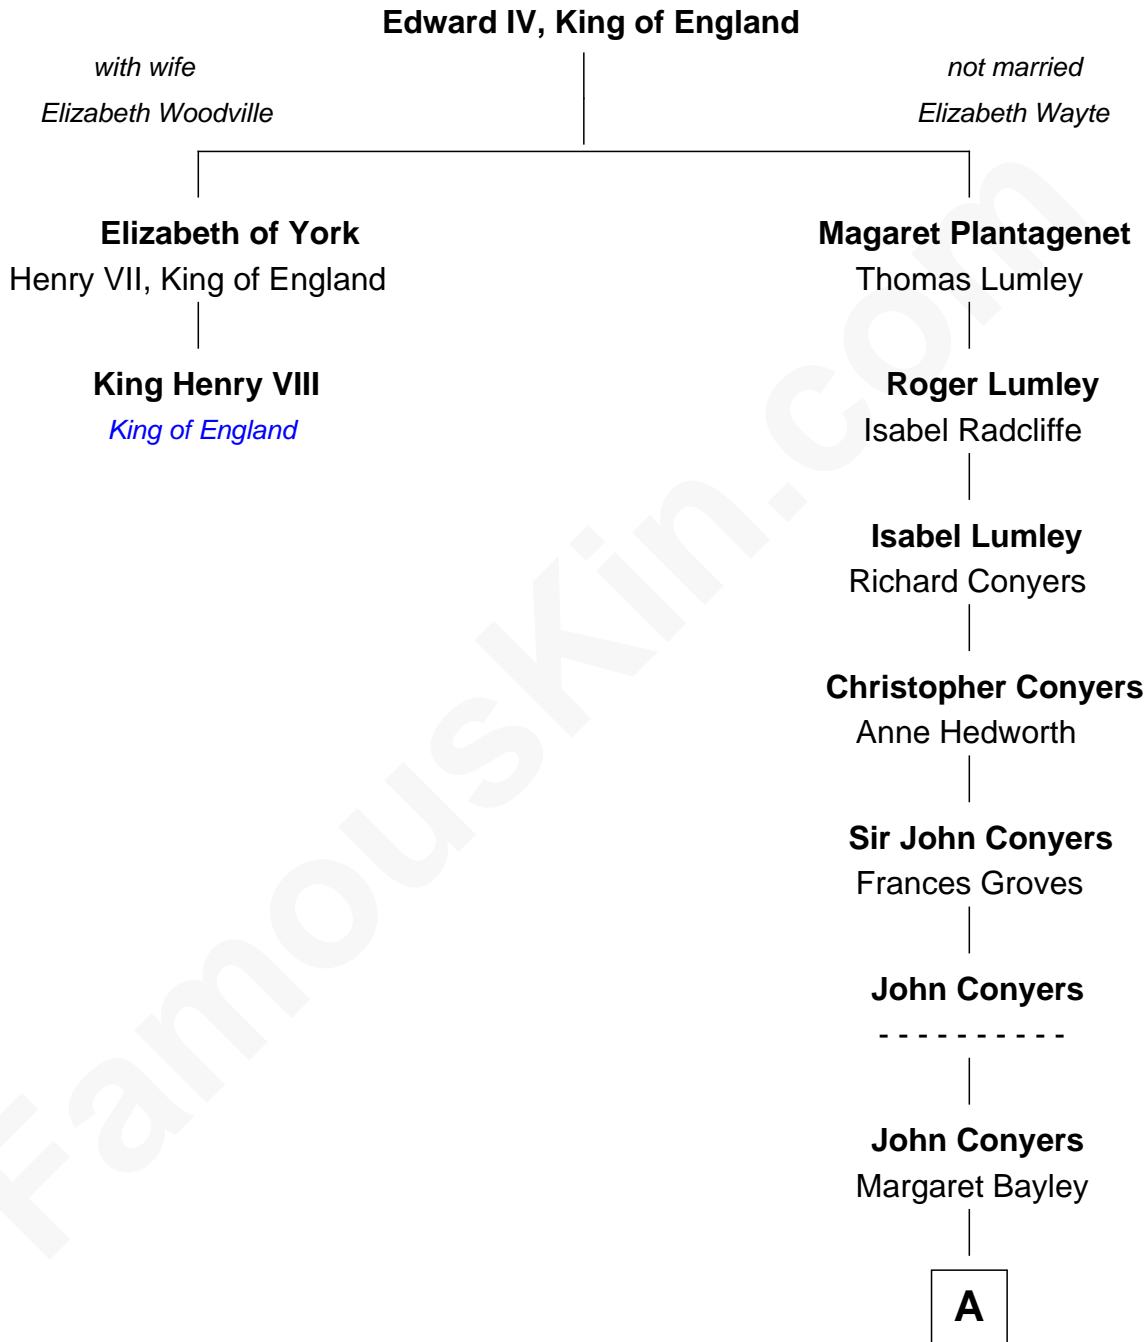 Edward IV, King of England
with wife
Elizabeth Woodville
not married
Elizabeth Wayte
Elizabeth of York
Henry VII, King of England
Magaret Plantagenet
Thomas Lumley
King Henry VIII
King of England
Roger Lumley
Isabel Radcliffe
Isabel Lumley
Richard Conyers
Christopher Conyers
Anne Hedworth
Sir John Conyers
Frances Groves
John Conyers
- - - - - - - - - -
John Conyers
Margaret Bayley
A
FamousKin.com